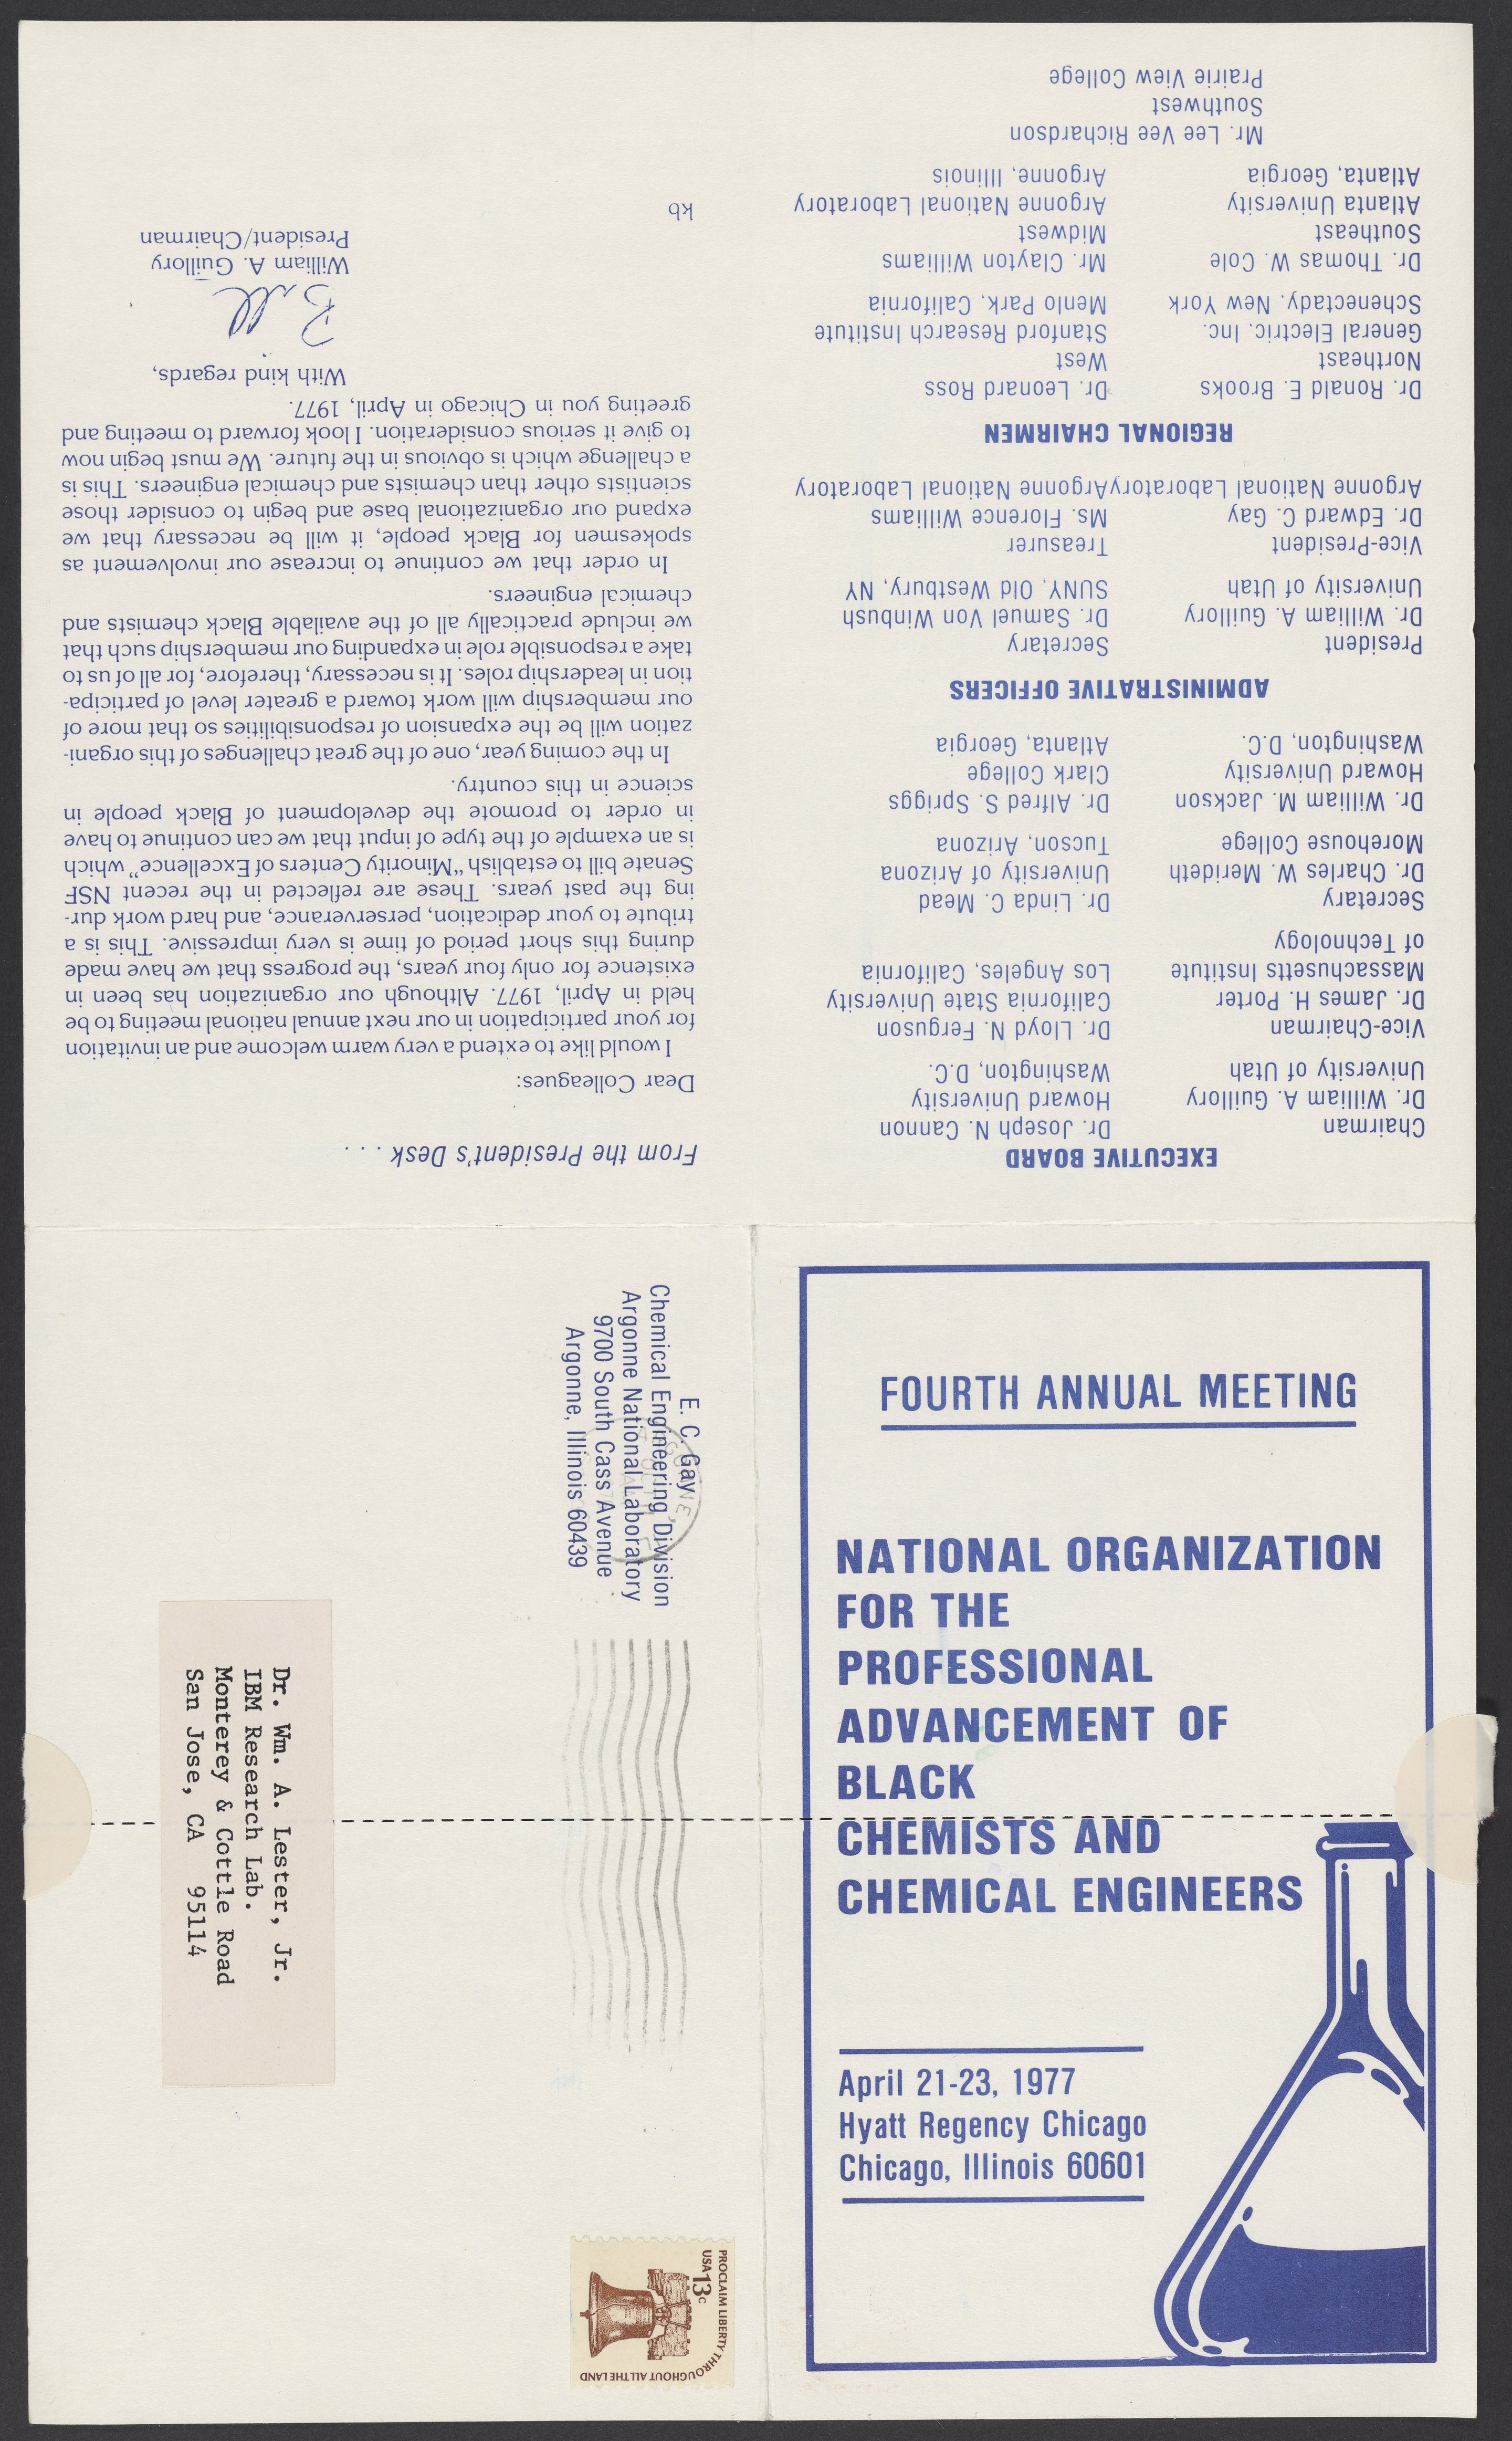 FOURTH ANNUAL MEETING
NATIONAL ORGANIZATION
FOR THE
PROFESSIONAL
ADVANCEMENT OF
BLACK
CHEMISTS AND
CHEMICAL ENGINEERS
April 21-23, 1977
Hyatt Regency Chicago
Chicago, Illinois 60601
E. C. Gay
Chemical Engineering Division
Argonne National Laboratory
9700 South Cass Avenue
Argonne, Illinois 60439
Dr. Wm. A. Lester, Jr.
IBM Research Lab.
Monterey & Cottle Road
San Jose, CA 95114
PROCLAIM LIBERTY THROUGHOUT ALL THE LAND
USA 13c
EXECUTIVE BOARD
Chairman
Dr. William A. Guillory
University of Utah
Vice-Chairman
Dr. James H. Porter
Massachusetts Institute
of Technology
Secretary
Dr. Charles W. Merideth
Morehouse College
Dr. William M. Jackson
Howard University
Washington, D.C.
Dr. Joseph N. Cannon
Howard University
Washington, D.C.
Dr. Lloyd N. Ferguson
California State University
Los Angeles, California
Dr. Linda C. Mead
University of Arizona
Tucson, Arizona
Dr. Alfred S. Spriggs
Clark College
Atlanta, Georgia
ADMINISTRATIVE OFFICERS
President
Dr. William A. Guillory
University of Utah
Vice-President
Dr. Edward C. Gay
Argonne National Laboratory
Secretary
Dr. Samuel Von Winbush
SUNY, Old Westbury, NY
Treasurer
Ms. Florence Williams
Argonne National Laboratory
REGIONAL CHAIRMEN
Dr. Ronald E. Brooks
Northeast
General Electric, Inc.
Schenectady, New York
Dr. Thomas W. Cole
Southeast
Atlanta University
Atlanta, Georgia
Dr. Leonard Ross
West
Stanford Research Institute
Menlo Park, California
Mr. Clayton Williams
Midwest
Argonne National Laboratory
Argonne, Illinois
Mr. Lee Vee Richardson
Southwest
Prairie View College
From the President's Desk . . .
Dear Colleagues:
I would like to extend a very warm welcome and an invitation
for your participation in our next annual national meeting to be
held in April, 1977. Although our organization has been in
existence for only four years, the progress that we have made
during this short period of time is very impressive. This is a
tribute to your dedication, perserverance, and hard work dur-
ing the past years. These are reflected in the recent NSF
Senate bill to establish “Minority Centers of Excellence” which
is an example of the type of input that we can continue to have
in order to promote the development of Black people in
science in this country.
In the coming year, one of the great challenges of this organi-
zation will be the expansion of responsibilities so that more of
our membership will work toward a greater level of participa-
tion in leadership roles. It is necessary, therefore, for all of us to
take a responsible role in expanding our membership such that
we include practically all of the available Black chemists and
chemical engineers.
In order that we continue to increase our involvement as
spokesmen for Black people, it will be necessary that we
expand our organizational base and begin to consider those
scientists other than chemists and chemical engineers. This is
a challenge which is obvious in the future. We must begin now
to give it serious consideration. I look forward to meeting and
greeting you in Chicago in April, 1977.
With kind regards,
Bill
William A. Guillory
President/Chairman
kb